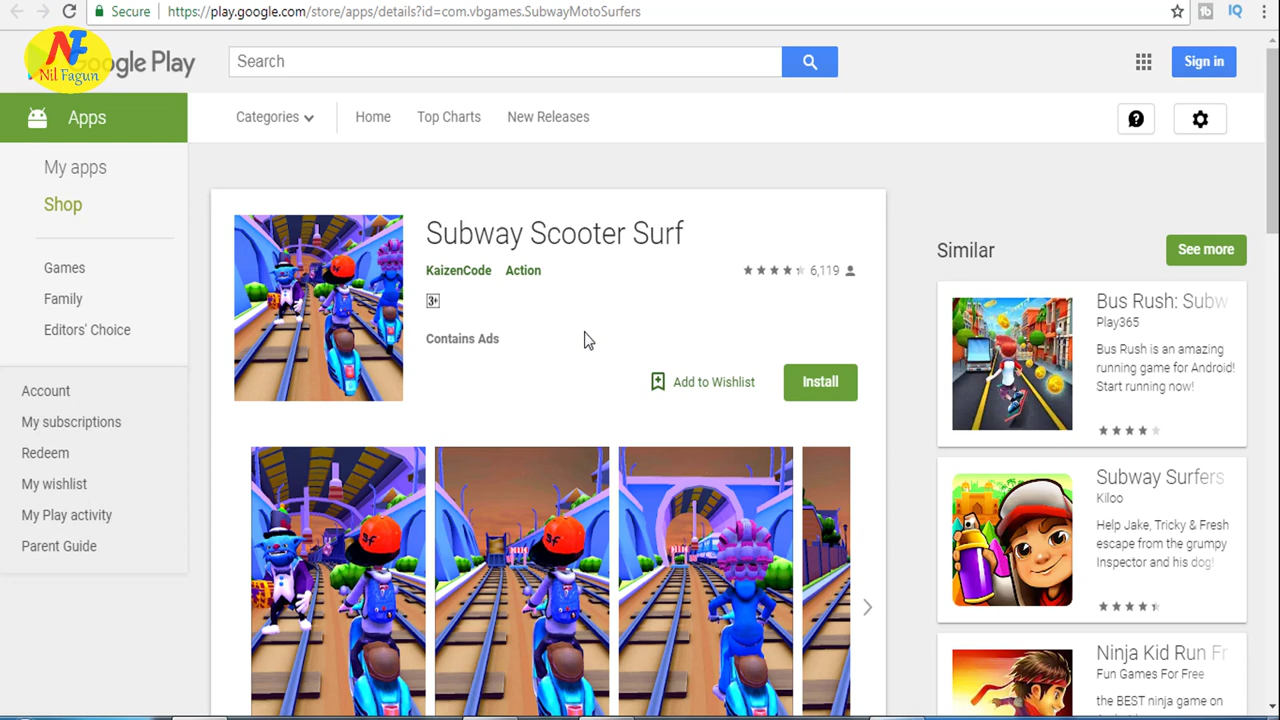 Secure
https://play.google.com/store/apps/details?id=com.vbgames.SubwayMotoSurfers
NF
Nil Fagun
Google Play
Search
Sign in
Apps
Categories
Home
Top Charts
New Releases
My apps
Shop
Games
Family
Editors' Choice
Account
My subscriptions
Redeem
My wishlist
My Play activity
Parent Guide
Subway Scooter Surf
KaizenCode Action
6,119
3+
Contains Ads
Add to Wishlist
Install
Similar
See more
Bus Rush: Subw
Play365
Bus Rush is an amazing
running game for Android!
Start running now!
Subway Surfers
Kiloo
Help Jake, Tricky & Fresh
escape from the grumpy
Inspector and his dog!
Ninja Kid Run Fr
Fun Games For Free
the BEST ninja game on